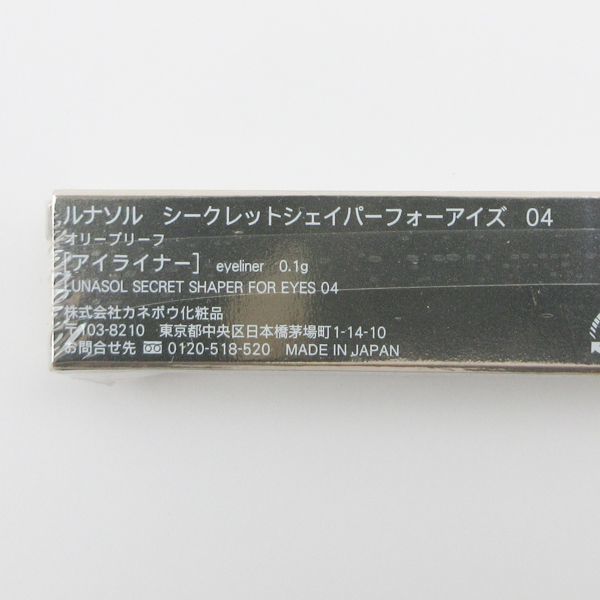 ルナソル シークレットシェイパーフォーアイズ 04
オリーブリーフ
[アイライナー] eyeliner 0.1g
LUNASOL SECRET SHAPER FOR EYES 04
株式会社カネボウ化粧品
〒103-8210 東京都中央区日本橋茅場町1-14-10
お問合せ先 0120-518-520 MADE IN JAPAN